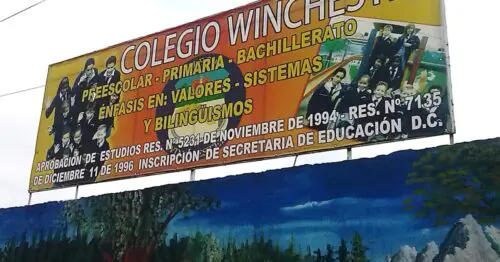 COLEGIO WINCHEST
PREESCOLAR - PRIMARIA - BACHILLERATO
ÉNFASIS EN: VALORES - SISTEMAS
Y BILINGÜISMOS
APROBACIÓN DE ESTUDIOS RES. Nº 5231 DE NOVIEMBRE DE 1994 - RES. Nº 7135
DE DICIEMBRE 11 DE 1996 INSCRIPCIÓN DE SECRETARIA DE EDUCACIÓN D.C.